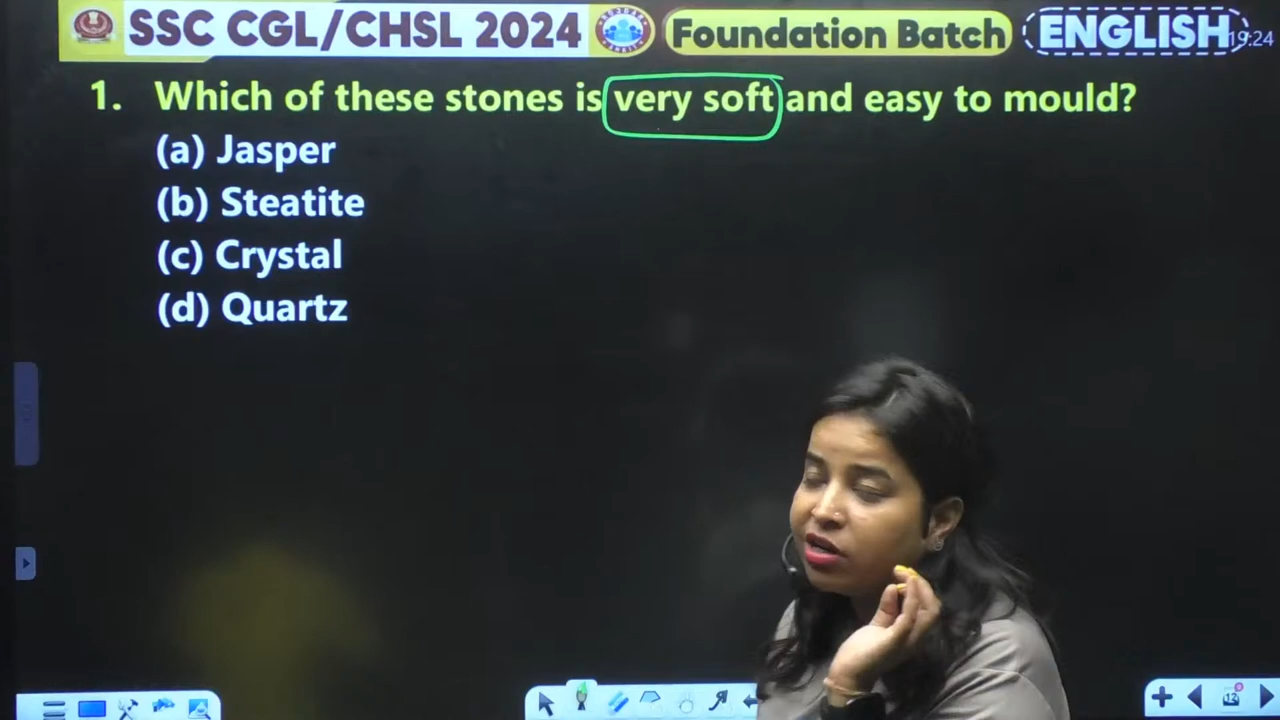 SSC CGL/CHSL 2024 Foundation Batch ENGLISH 19:24
1. Which of these stones is very soft and easy to mould?
(a) Jasper
(b) Steatite
(c) Crystal
(d) Quartz
12